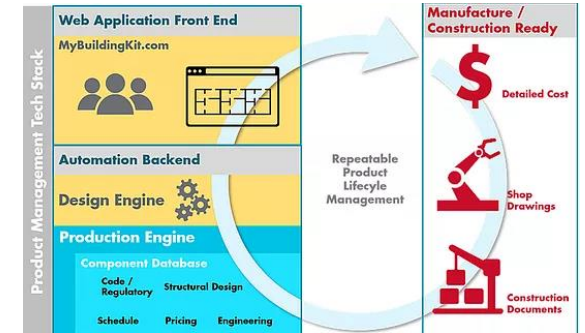 Product Management Tech Stack
Web Application Front End
MyBuildingKit.com
Automation Backend
Design Engine
Production Engine
Component Database
Code /
Regulatory
Structural Design
Schedule
Pricing
Engineering
Repeatable
Product
Lifecyle
Management
Manufacture /
Construction Ready
$
Detailed Cost
Shop
Drawings
Construction
Documents